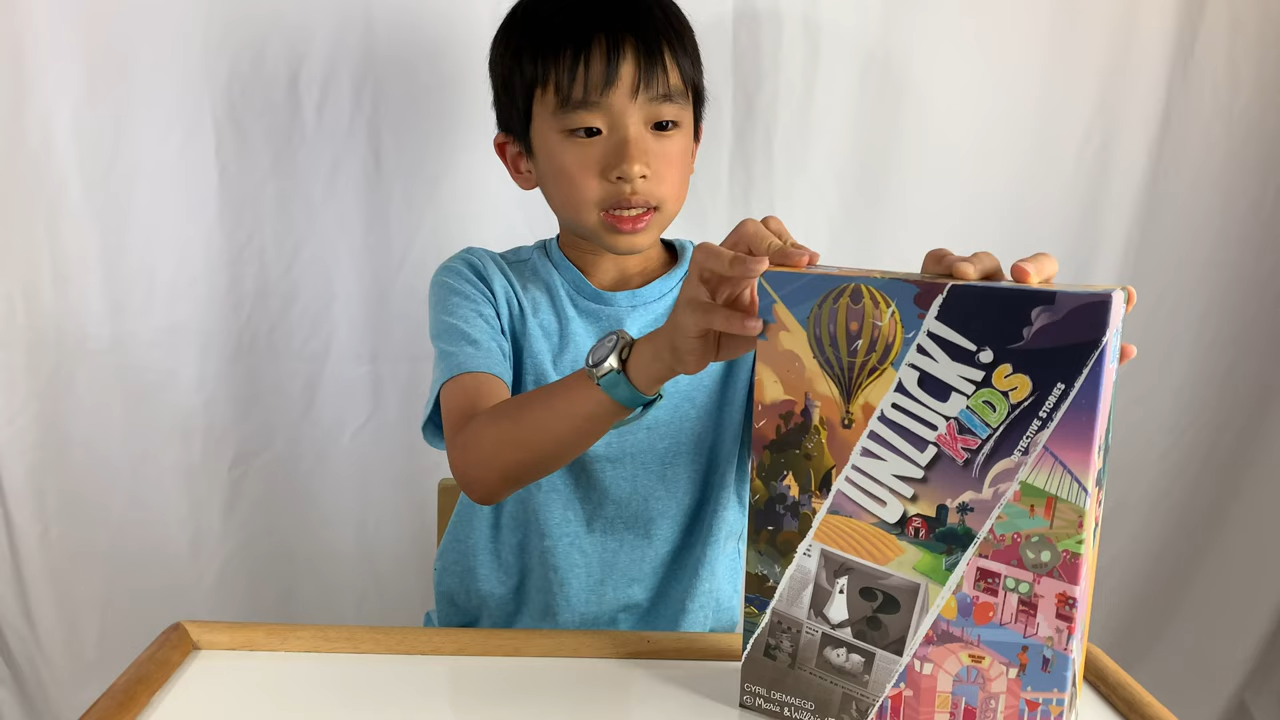 UNLOCK!
KIDS
DETECTIVE STORIES
CYRIL DEMAEGD
Marie & Wilfried